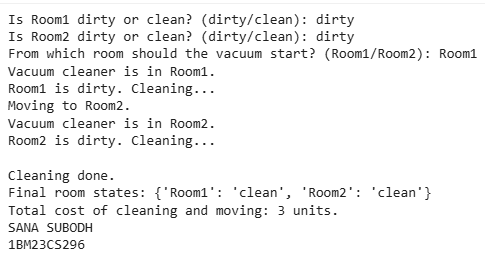 Is Room1 dirty or clean? (dirty/clean): dirty
Is Room2 dirty or clean? (dirty/clean): dirty
From which room should the vacuum start? (Room1/Room2): Room1
Vacuum cleaner is in Room1.
Room1 is dirty. Cleaning...
Moving to Room2.
Vacuum cleaner is in Room2.
Room2 is dirty. Cleaning...

Cleaning done.
Final room states: {'Room1': 'clean', 'Room2': 'clean'}
Total cost of cleaning and moving: 3 units.
SANA SUBODH
1BM23CS296